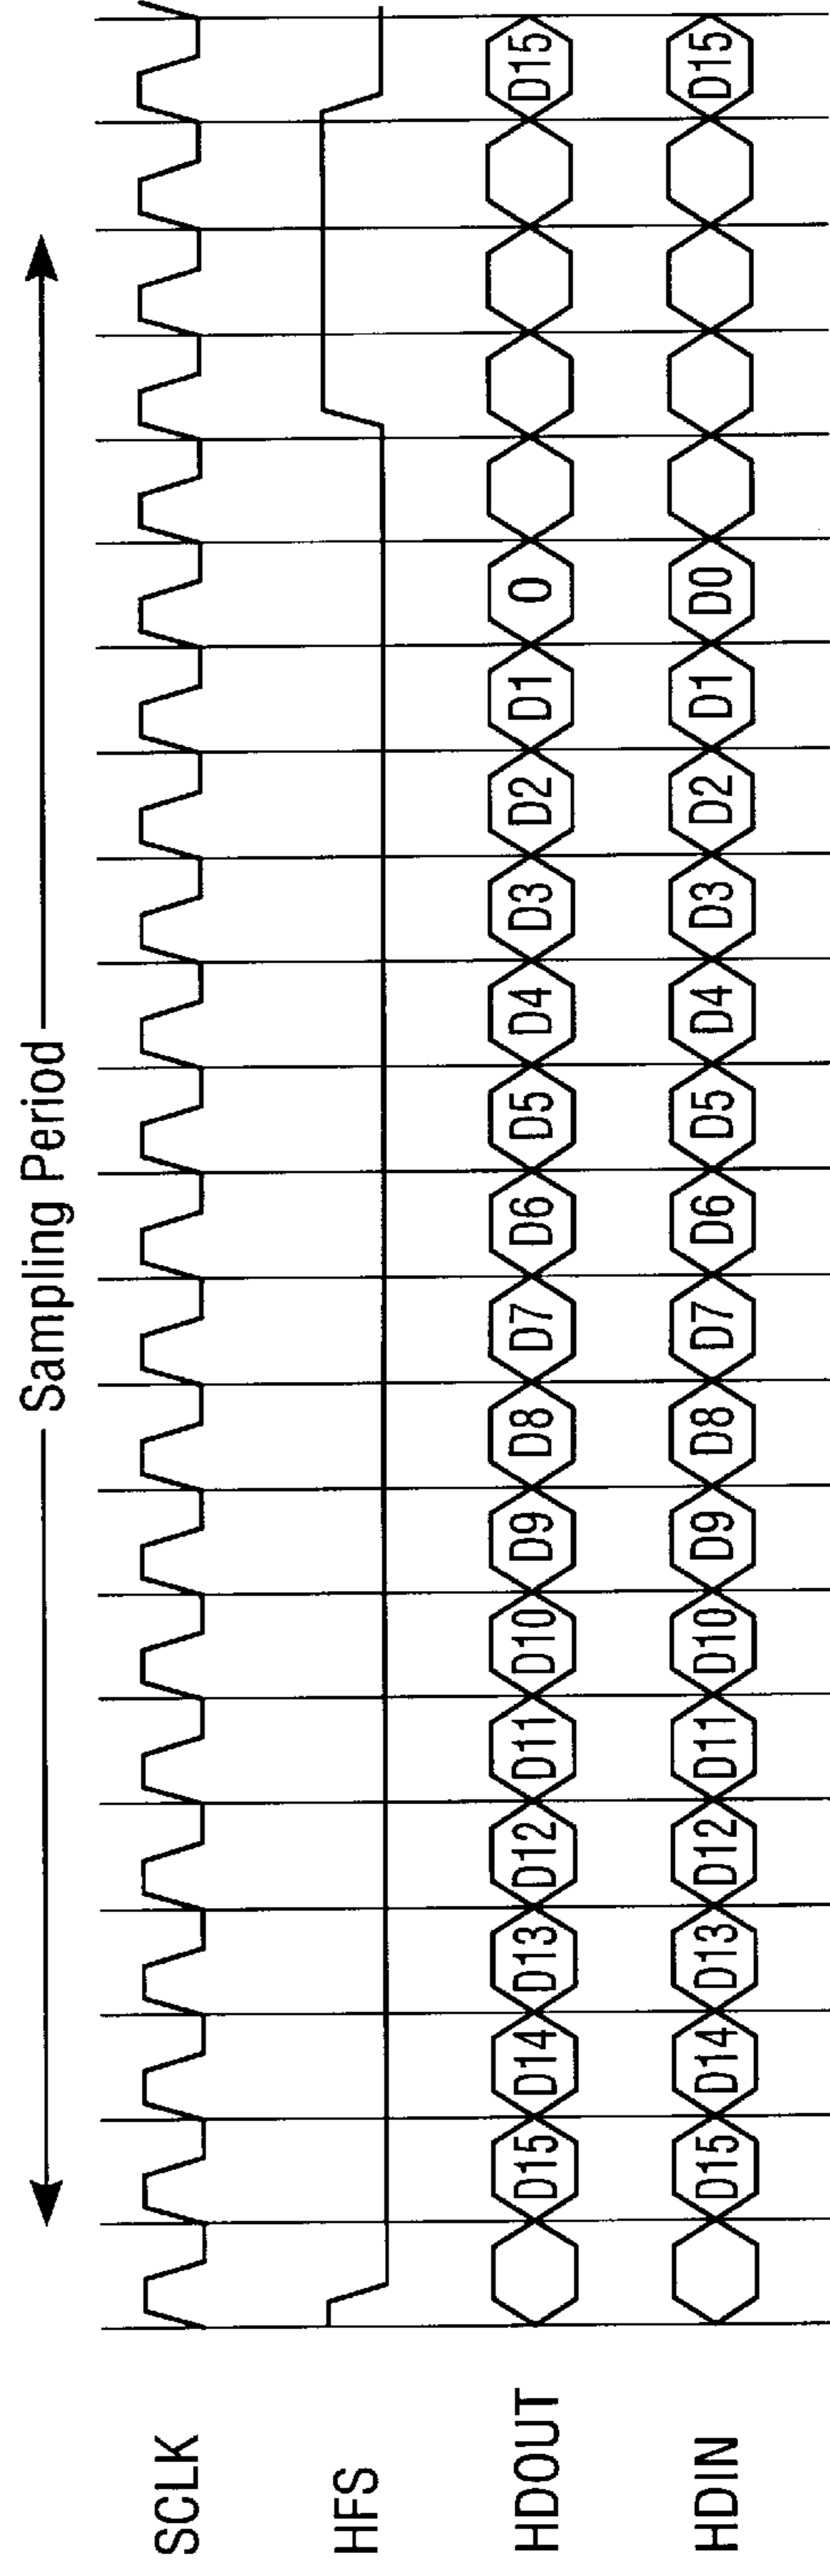 Sampling Period
SCLK
HFS
HDOUT D15 D14 D13 D12 D11 D10 D9 D8 D7 D6 D5 D4 D3 D2 D1 0 D15
HDIN D15 D14 D13 D12 D11 D10 D9 D8 D7 D6 D5 D4 D3 D2 D1 D0 D15